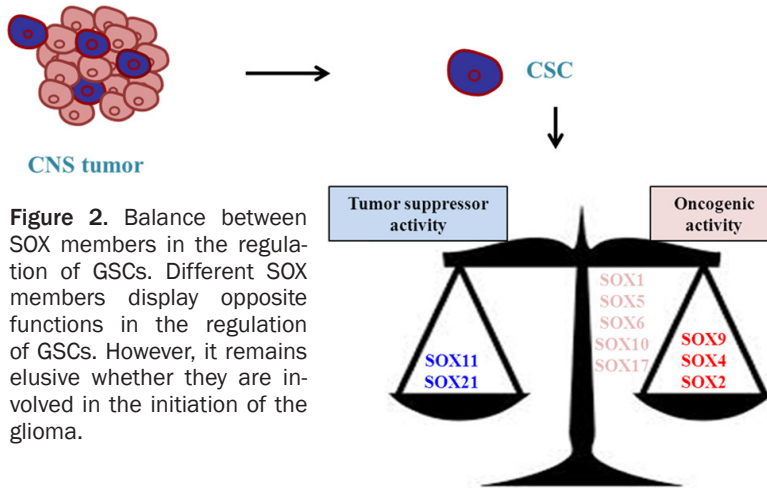 CSC
CNS tumor
Figure 2. Balance between
SOX members in the regula-
tion of GSCs. Different SOX
members display opposite
functions in the regulation
of GSCs. However, it remains
elusive whether they are in-
volved in the initiation of the
glioma.
Tumor suppressor
activity
Oncogenic
activity
SOX11
SOX21
SOX1
SOX5
SOX6
SOX10
SOX17
SOX9
SOX4
SOX2